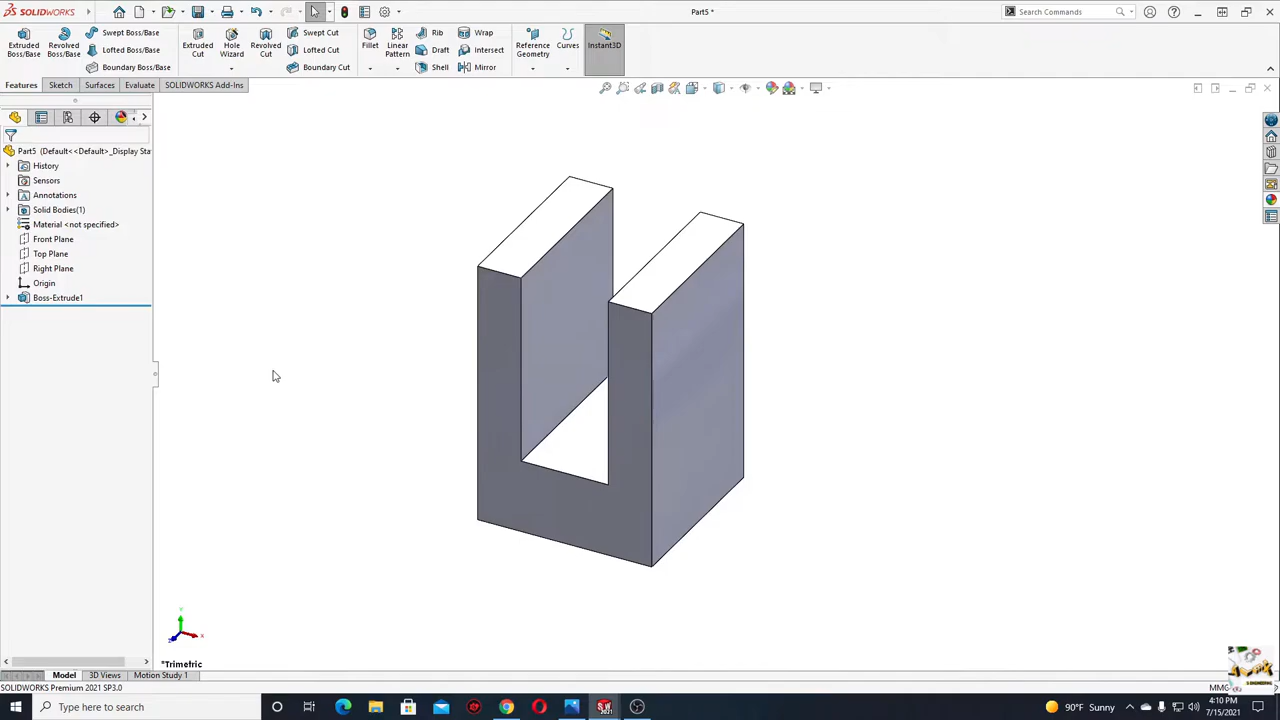 SOLIDWORKS
Part5 *
Search Commands
Extruded Boss/Base
Revolved Boss/Base
Swept Boss/Base
Lofted Boss/Base
Boundary Boss/Base
Extruded Cut
Hole Wizard
Revolved Cut
Swept Cut
Lofted Cut
Boundary Cut
Fillet
Linear Pattern
Rib
Draft
Shell
Wrap
Intersect
Mirror
Reference Geometry
Curves
Instant3D
Features
Sketch
Surfaces
Evaluate
SOLIDWORKS Add-Ins
Part5 (Default<<Default>_Display Sta
History
Sensors
Annotations
Solid Bodies(1)
Material <not specified>
Front Plane
Top Plane
Right Plane
Origin
Boss-Extrude1
*Trimetric
Model
3D Views
Motion Study 1
SOLIDWORKS Premium 2021 SP3.0
MMG
Type here to search
90°F Sunny
4:10 PM
7/15/2021